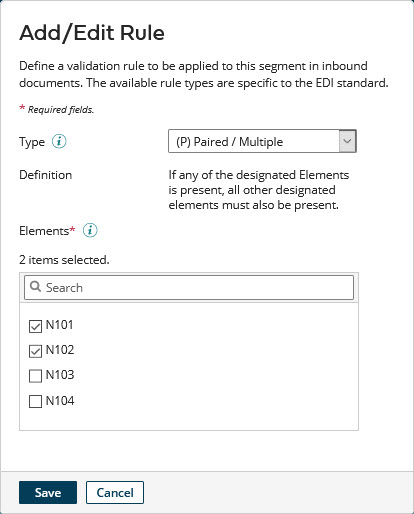 Add/Edit Rule
Define a validation rule to be applied to this segment in inbound
documents. The available rule types are specific to the EDI standard.
* Required fields.
Type i (P) Paired / Multiple
Definition If any of the designated Elements
is present, all other designated
elements must also be present.
Elements* i
2 items selected.
Search
N101
N102
N103
N104
Save Cancel